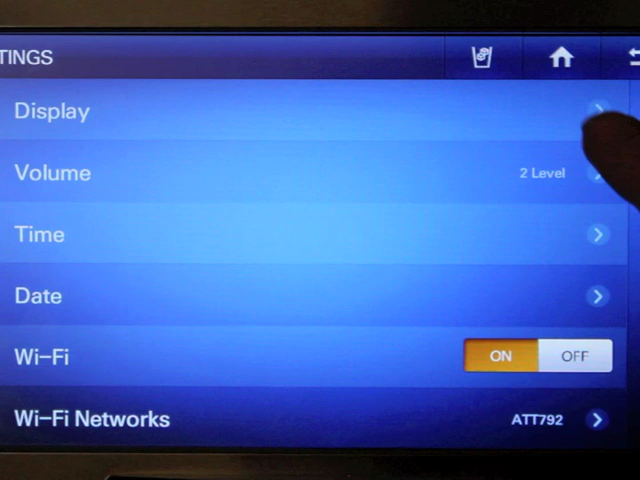 TINGS
Display
Volume 2 Level
Time
Date
Wi-Fi ON OFF
Wi-Fi Networks ATT792